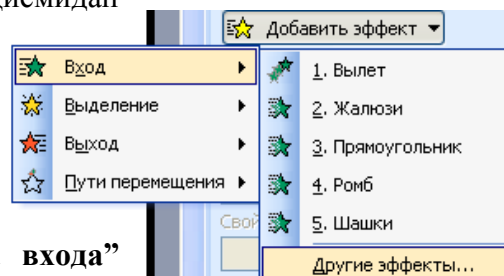 Добавить эффект
Вход
Выделение
Выход
Пути перемещения
1. Вылет
2. Жалюзи
3. Прямоугольник
4. Ромб
5. Шашки
Другие эффекты...
входа”